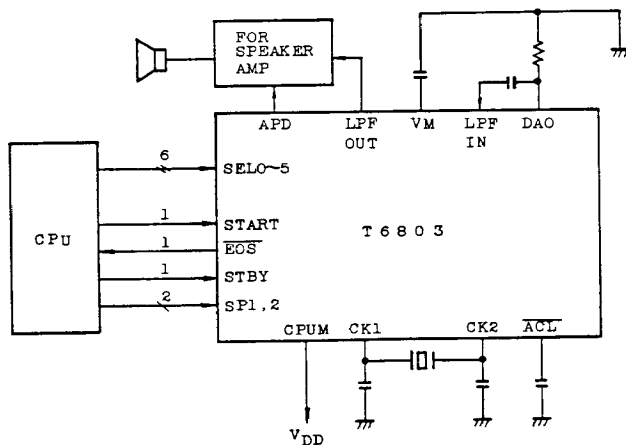 FOR
SPEAKER
AMP
APD
LPF
OUT
VM
LPF
IN
DAO
6
SEL0~5
1
START
CPU
T6803
1
EOS
1
STBY
2
SP1,2
CPUM
CK1
CK2
ACL
VDD